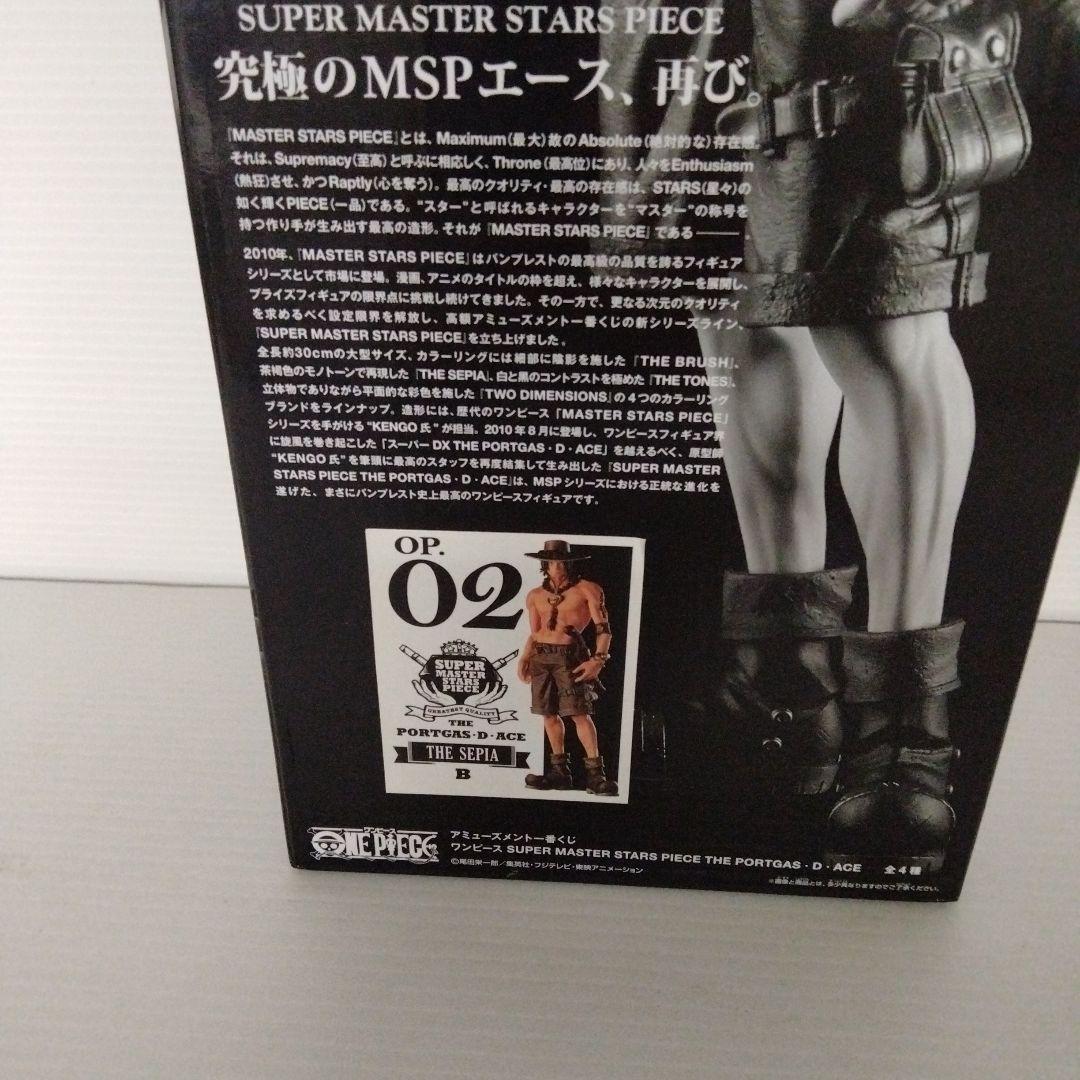 SUPER MASTER STARS PIECE
究極のMSPエース、再び。
『MASTER STARS PIECE』とは、Maximum(最大)故のAbsolute(絶対的な)存在感
それは、Supremacy(至高)と呼ぶに相応しく、Throne(最高位)にあり、人々をEnthusiasm
(熱狂)させ、かつRaptly(心を奪う)。最高のクオリティ・最高の存在感は、STARS(星々)の
如く輝くPIECE(一品)である。“スター”と呼ばれるキャラクターを“マスター”の称号を
持つ作り手が生み出す最高の造形。それが『MASTER STARS PIECE』である――――.
2010年、『MASTER STARS PIECE』はバンプレストの最高級の品質を誇るフィギュア
シリーズとして市場に登場。漫画、アニメのタイトルの枠を超え、様々なキャラクターを展開し、
プライズフィギュアの限界点に挑戦し続けてきました。その一方で、更なる次元のクオリティ
を求めるべく設定限界を解放し、高額アミューズメント一番くじの新シリーズライン、
『SUPER MASTER STARS PIECE』を立ち上げました。
全長約30cmの大型サイズ、カラーリングには細部に陰影を施した『THE BRUSH』、
茶褐色のモノトーンで再現した『THE SEPIA』、白と黒のコントラストを極めた『THE TONES』、
立体物でありながら平面的な彩色を施した『TWO DIMENSIONS』の4つのカラーリング
ブランドをラインナップ。造形には、歴代のワンピース『MASTER STARS PIECE』
シリーズを手がける“KENGO氏”が担当。2010年8月に登場し、ワンピースフィギュア界
に旋風を巻き起こした『スーパーDX THE PORTGAS・D・ACE』を越えるべく、原型師
“KENGO氏”を筆頭に最高のスタッフを再度結集して生み出した『SUPER MASTER
STARS PIECE THE PORTGAS・D・ACE』は、MSPシリーズにおける正統な進化を
遂げた、まさにバンプレスト史上最高のワンピースフィギュアです。
OP.
02
SUPER
MASTER
STARS
PIECE
GREATEST QUALITY
THE
PORTGAS・D・ACE
THE SEPIA
B
ワンピース
ONE PIECE
アミューズメント一番くじ
ワンピース SUPER MASTER STARS PIECE THE PORTGAS・D・ACE 全4種
©尾田栄一郎/集英社・フジテレビ・東映アニメーション
※画像と商品とは、多少異なりますのでご了承ください。